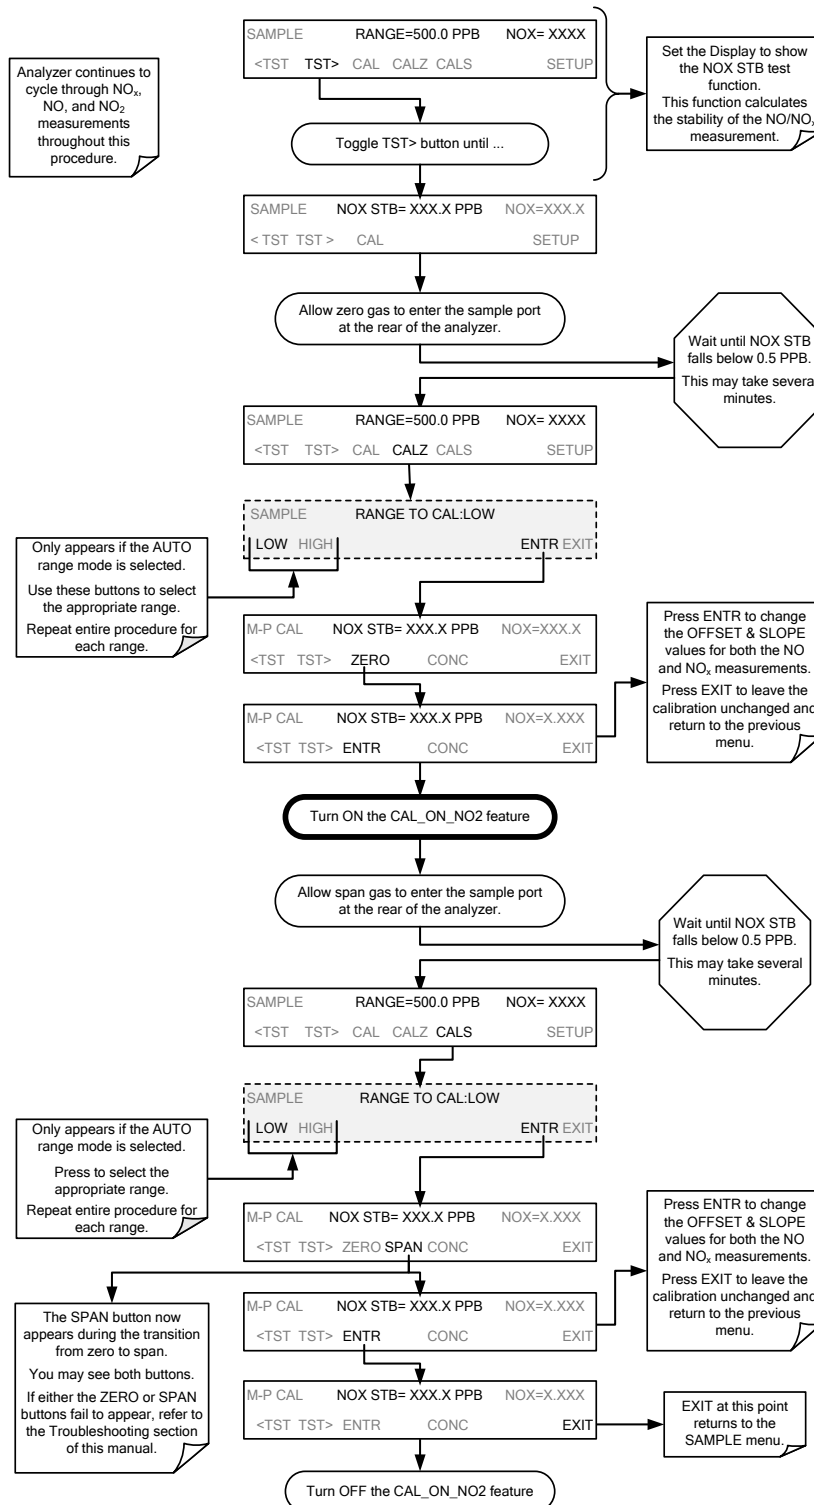 SAMPLE RANGE=500.0 PPB NOX= XXXX
<TST TST> CAL CALZ CALS SETUP
Analyzer continues to
cycle through NOx,
NO, and NO2
measurements
throughout this
procedure.
Set the Display to show
the NOX STB test
function.
This function calculates
the stability of the NO/NOx
measurement.
Toggle TST> button until ...
SAMPLE NOX STB= XXX.X PPB NOX=XXX.X
< TST TST > CAL SETUP
Allow zero gas to enter the sample port
at the rear of the analyzer.
Wait until NOX STB
falls below 0.5 PPB.
This may take several
minutes.
SAMPLE RANGE=500.0 PPB NOX= XXXX
<TST TST> CAL CALZ CALS SETUP
SAMPLE RANGE TO CAL:LOW
LOW HIGH ENTR EXIT
Only appears if the AUTO
range mode is selected.
Use these buttons to select
the appropriate range.
Repeat entire procedure for
each range.
M-P CAL NOX STB= XXX.X PPB NOX=XXX.X
<TST TST> ZERO CONC EXIT
M-P CAL NOX STB= XXX.X PPB NOX=X.XXX
<TST TST> ENTR CONC EXIT
Press ENTR to change
the OFFSET & SLOPE
values for both the NO
and NOx measurements.
Press EXIT to leave the
calibration unchanged and
return to the previous
menu.
Turn ON the CAL_ON_NO2 feature
Allow span gas to enter the sample port
at the rear of the analyzer.
Wait until NOX STB
falls below 0.5 PPB.
This may take several
minutes.
SAMPLE RANGE=500.0 PPB NOX= XXXX
<TST TST> CAL CALZ CALS SETUP
SAMPLE RANGE TO CAL:LOW
LOW HIGH ENTR EXIT
Only appears if the AUTO
range mode is selected.
Press to select the
appropriate range.
Repeat entire procedure for
each range.
M-P CAL NOX STB= XXX.X PPB NOX=X.XXX
<TST TST> ZERO SPAN CONC EXIT
Press ENTR to change
the OFFSET & SLOPE
values for both the NO
and NOx measurements.
Press EXIT to leave the
calibration unchanged and
return to the previous
menu.
The SPAN button now
appears during the transition
from zero to span.
You may see both buttons.
If either the ZERO or SPAN
buttons fail to appear, refer to
the Troubleshooting section
of this manual.
M-P CAL NOX STB= XXX.X PPB NOX=X.XXX
<TST TST> ENTR CONC EXIT
M-P CAL NOX STB= XXX.X PPB NOX=X.XXX
<TST TST> ENTR CONC EXIT
EXIT at this point
returns to the
SAMPLE menu.
Turn OFF the CAL_ON_NO2 feature